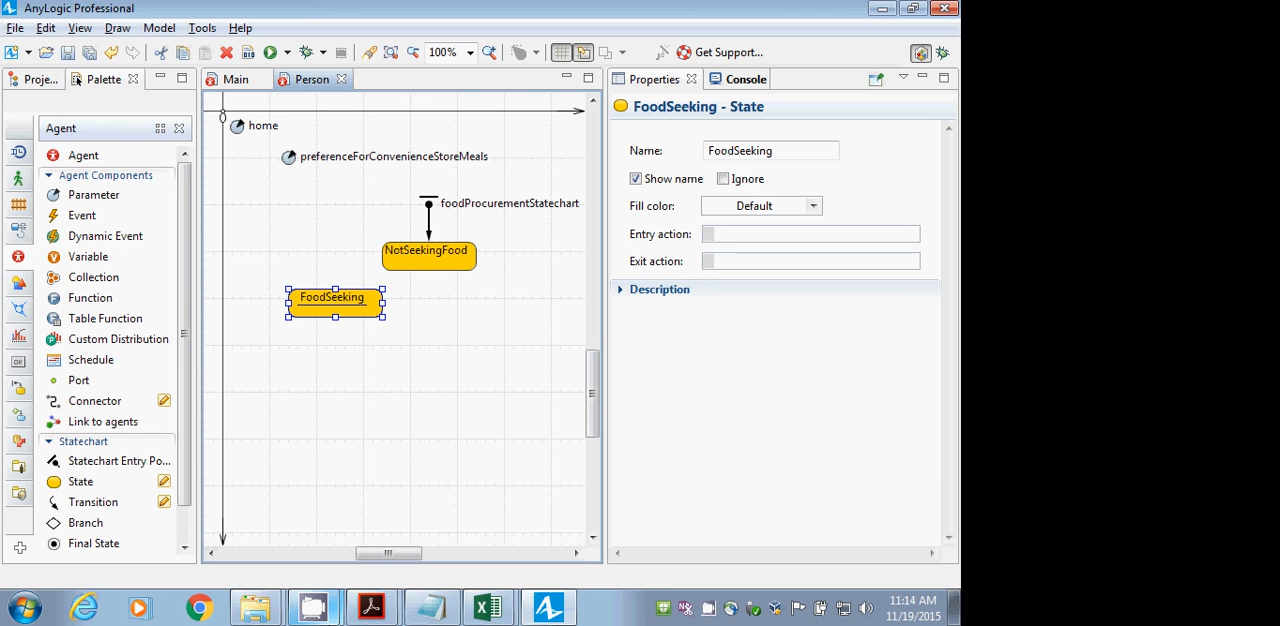 AnyLogic Professional
File Edit View Draw Model Tools Help
100% Get Support...
Proje... Palette
Main Person
Properties Console
Agent
Agent
Agent Components
Parameter
Event
Dynamic Event
Variable
Collection
Function
Table Function
Custom Distribution
Schedule
Port
Connector
Link to agents
Statechart
Statechart Entry Po...
State
Transition
Branch
Final State
home
preferenceForConvenienceStoreMeals
foodProcurementStatechart
NotSeekingFood
FoodSeeking
FoodSeeking - State
Name: FoodSeeking
Show name Ignore
Fill color: Default
Entry action:
Exit action:
Description
11:14 AM
11/19/2015